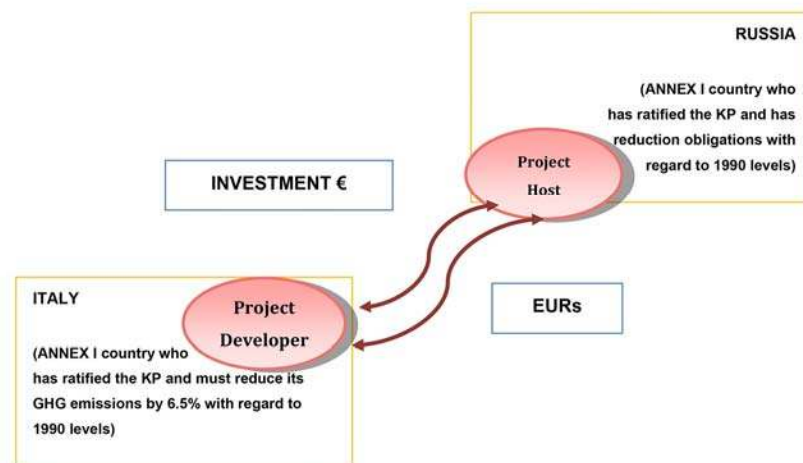 RUSSIA
(ANNEX I country who
has ratified the KP and has
reduction obligations with
regard to 1990 levels)
Project
Host
INVESTMENT €
EURs
ITALY
Project
Developer
(ANNEX I country who
has ratified the KP and must reduce its
GHG emissions by 6.5% with regard to
1990 levels)